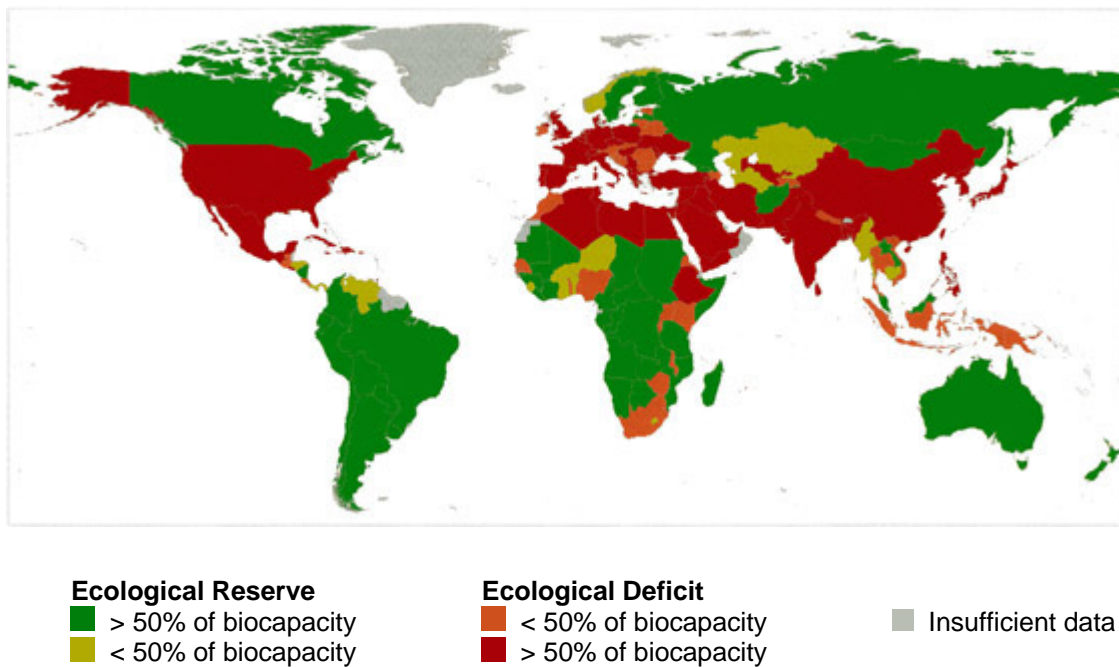 Ecological Reserve
> 50% of biocapacity
< 50% of biocapacity
Ecological Deficit
< 50% of biocapacity
> 50% of biocapacity
Insufficient data